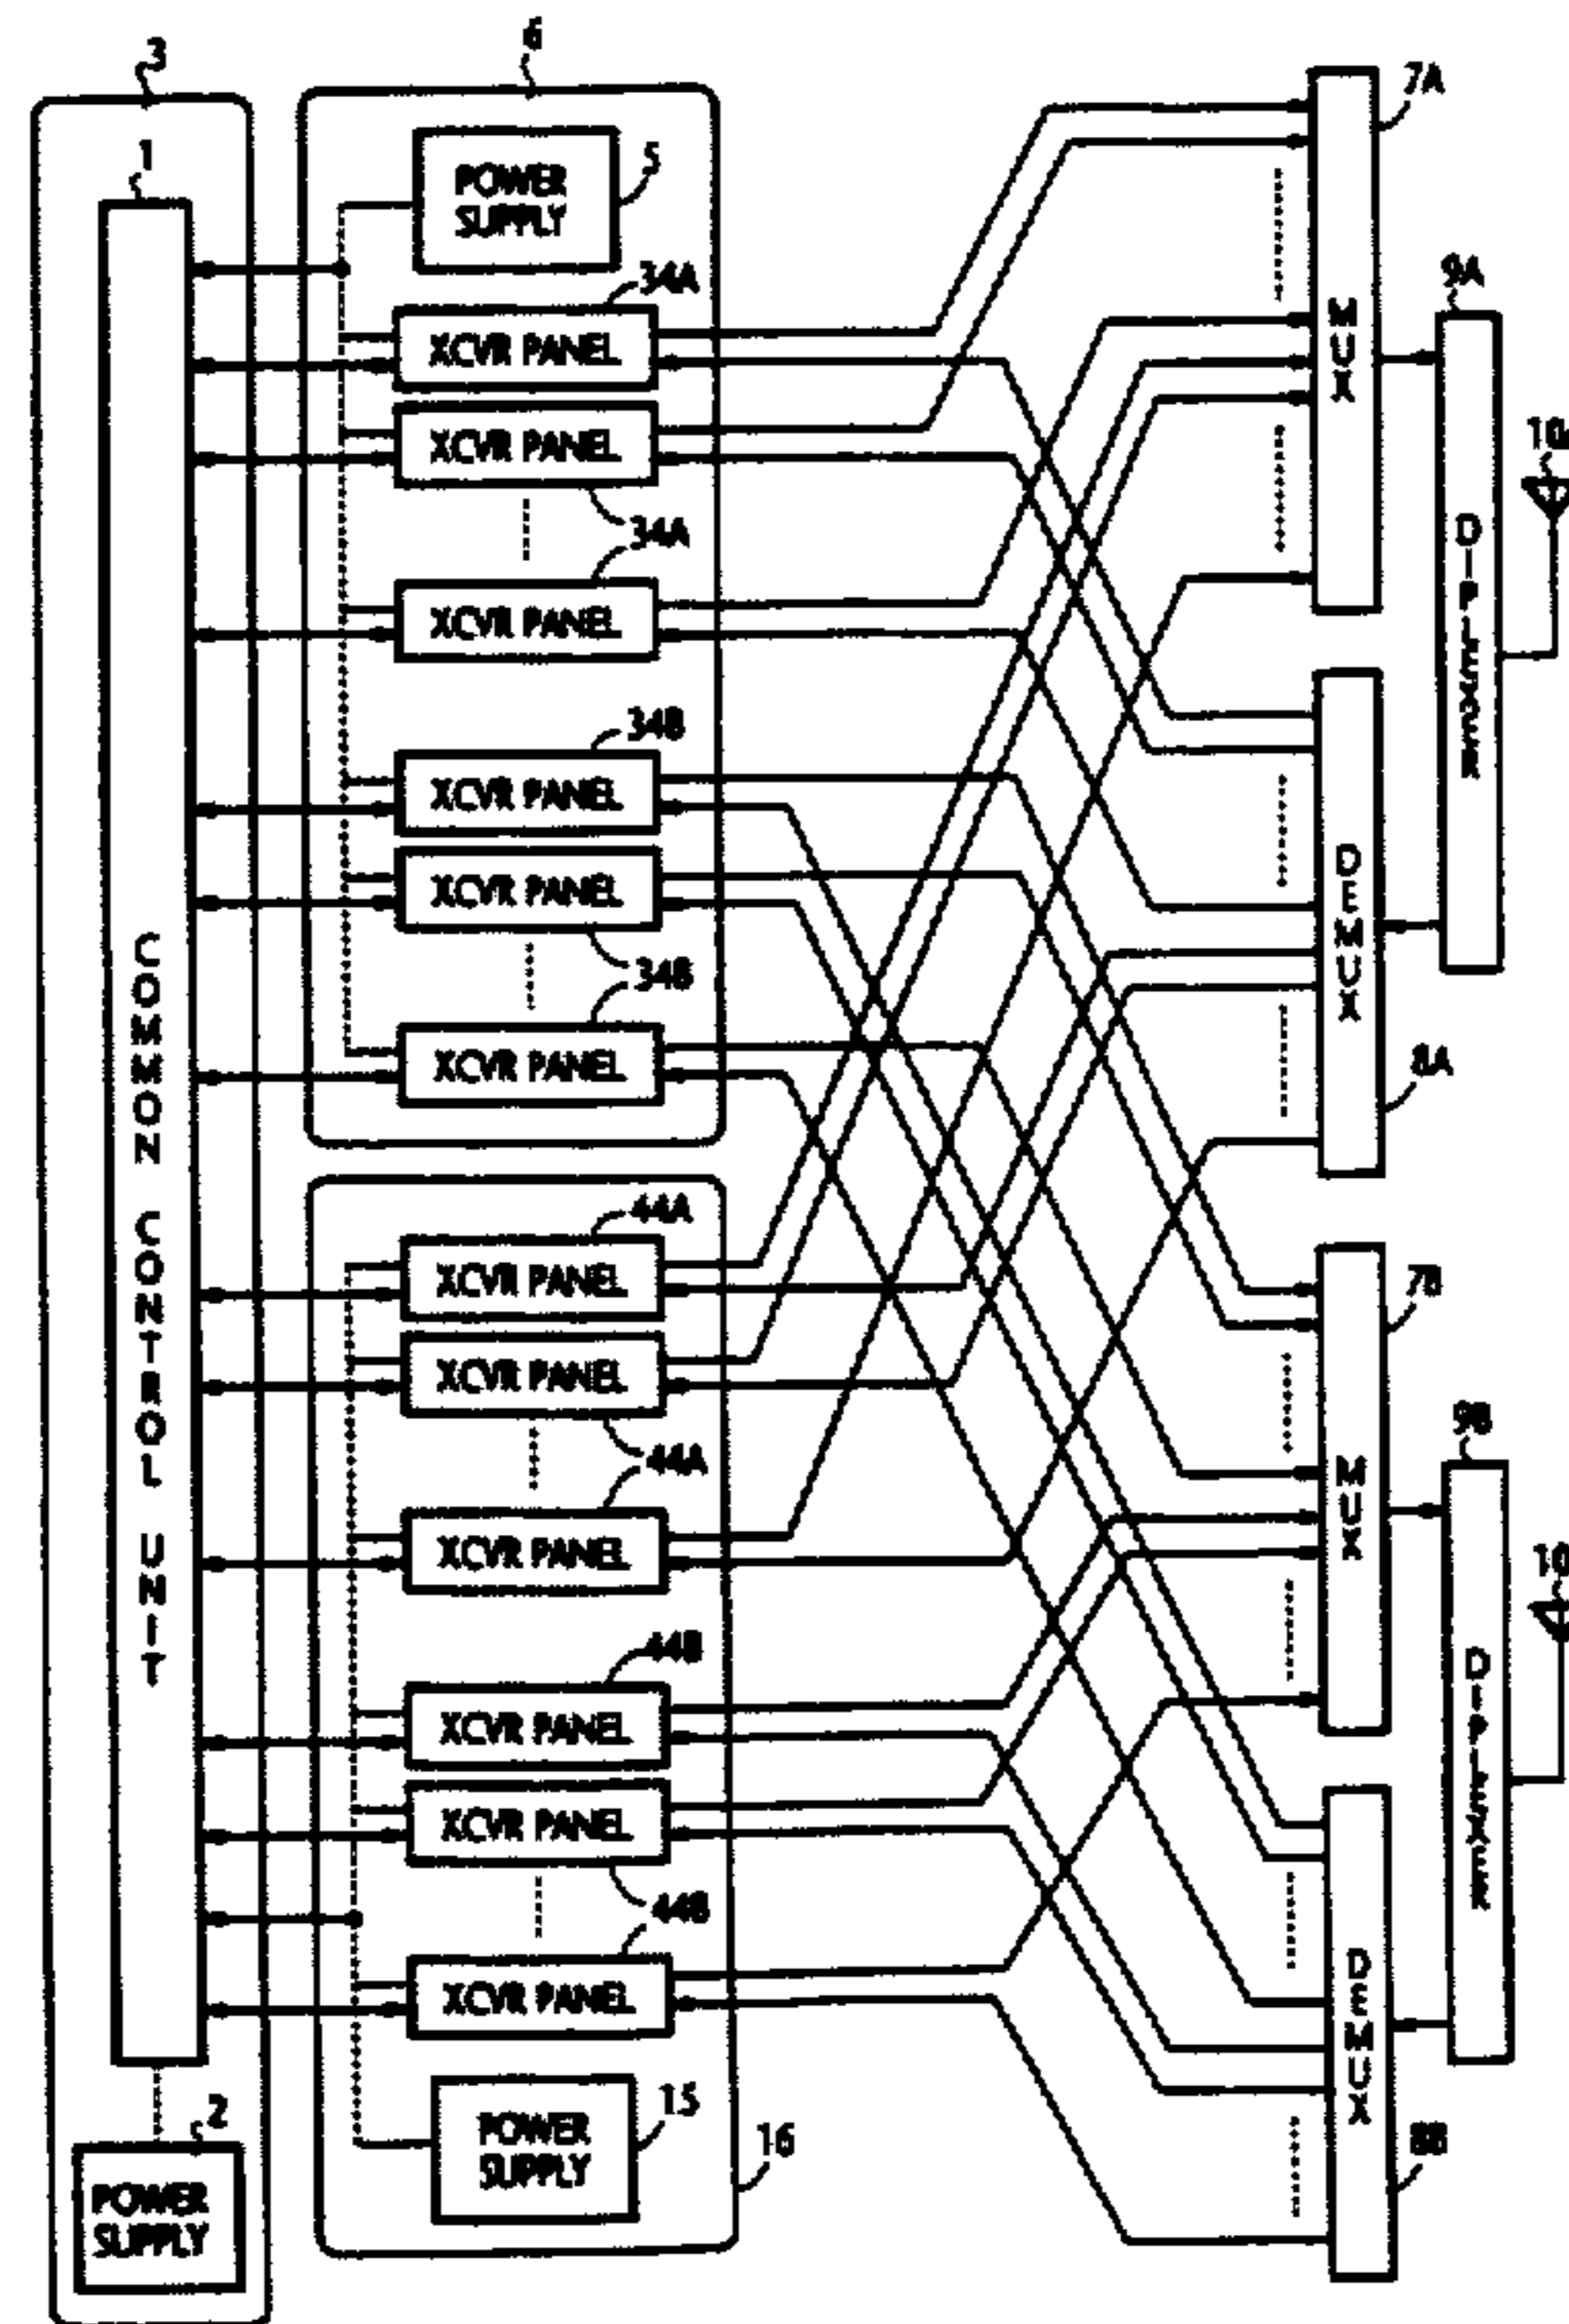 3
6
1
7A
POWER
SUPPLY
5
34A
XCVR PANEL
9A
MUX
XCVR PANEL
34A
XCVR PANEL
DIPLEXER
34B
XCVR PANEL
XCVR PANEL
34B
DEMUX
XCVR PANEL
8A
COMMON CONTROL UNIT
44A
XCVR PANEL
7B
XCVR PANEL
44A
XCVR PANEL
MUX
9B
44B
XCVR PANEL
DIPLEXER
XCVR PANEL
44B
XCVR PANEL
DEMUX
8B
POWER
SUPPLY
15
16
2
POWER
SUPPLY